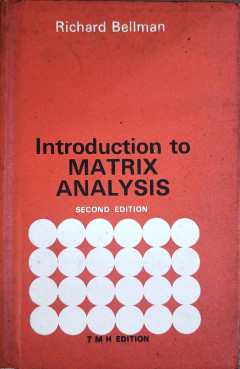 Richard Bellman
Introduction to
MATRIX
ANALYSIS
SECOND EDITION
T M H EDITION